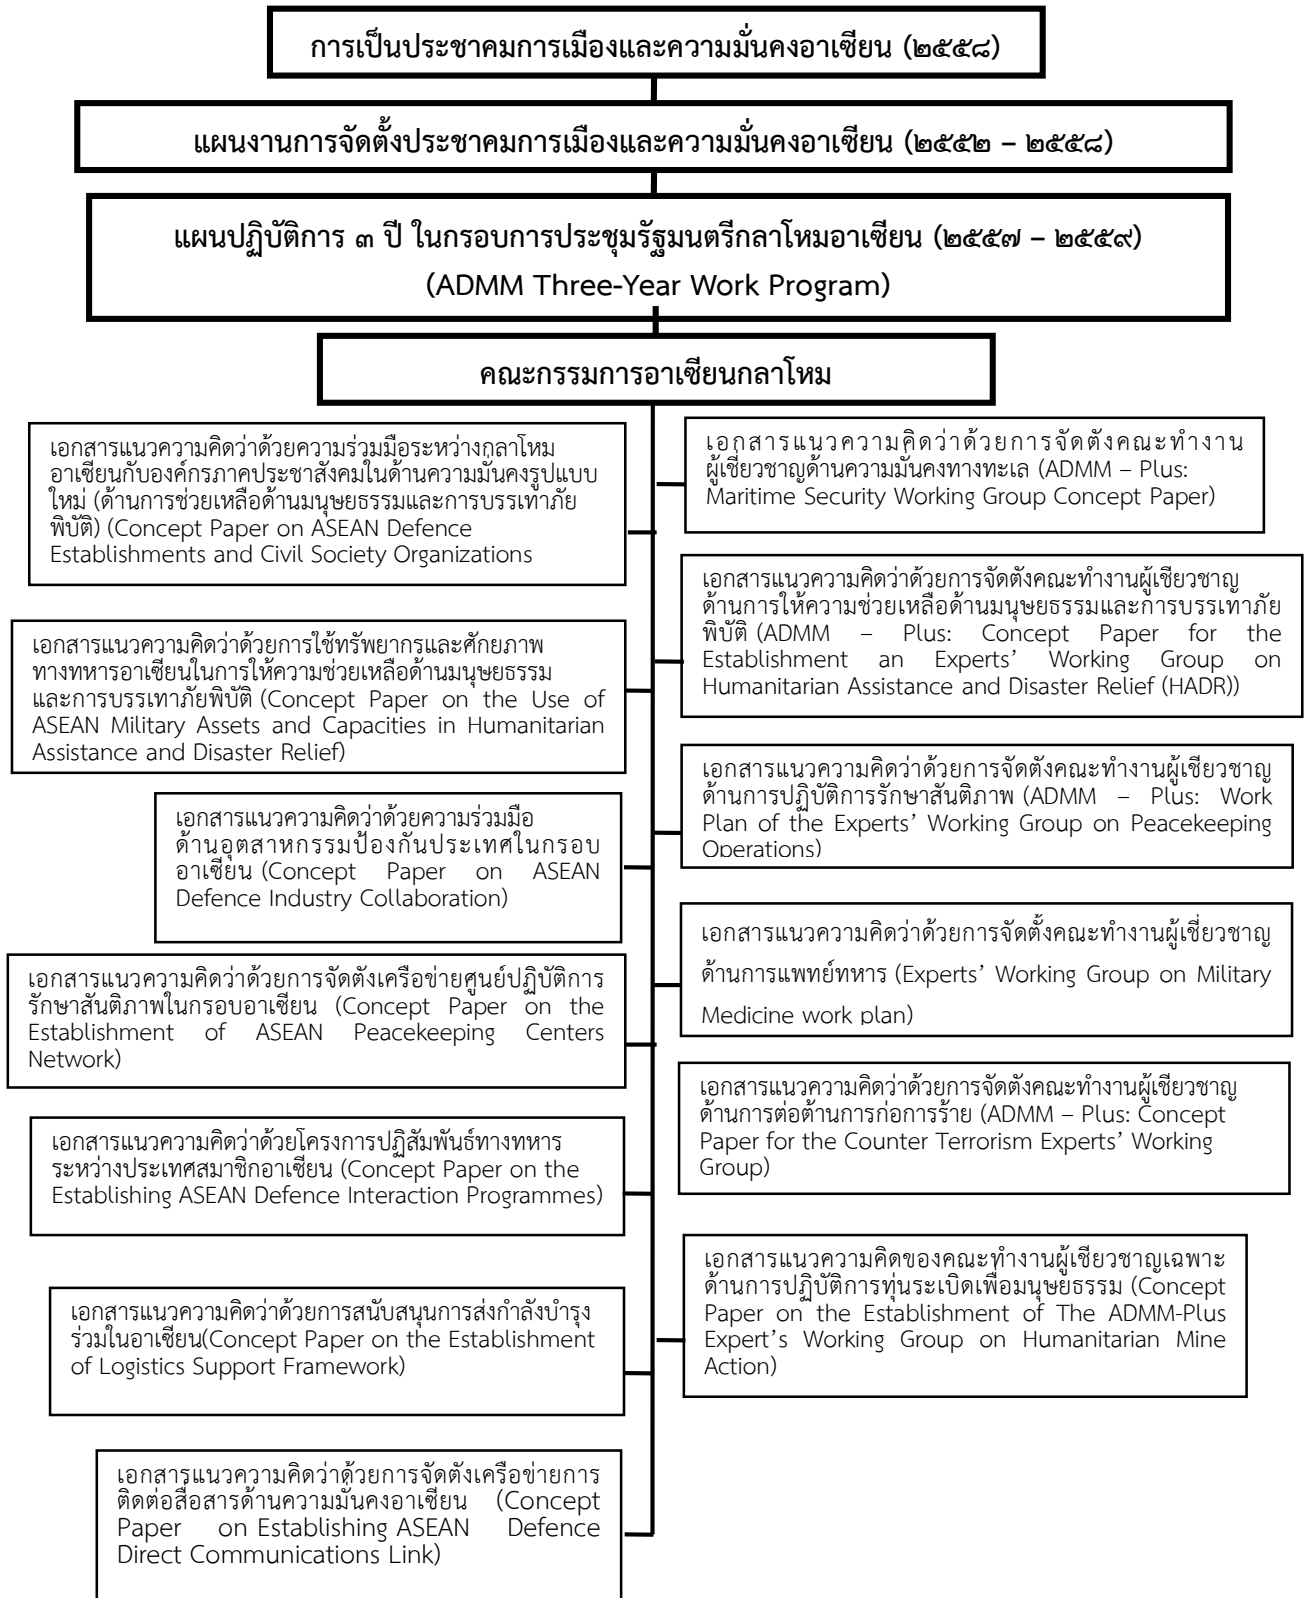 การเป็นประชาคมการเมืองและความมั่นคงอาเซียน (๒๕๕๘)
แผนงานการจัดตั้งประชาคมการเมืองและความมั่นคงอาเซียน (๒๕๕๒ – ๒๕๕๘)
แผนปฏิบัติการ ๓ ปี ในกรอบการประชุมรัฐมนตรีกลาโหมอาเซียน (๒๕๕๗ – ๒๕๕๙)
(ADMM Three-Year Work Program)
คณะกรรมการอาเซียนกลาโหม
เอกสารแนวความคิดว่าด้วยความร่วมมือระหว่างกลาโหม
อาเซียนกับองค์กรภาคประชาสังคมในด้านความมั่นคงรูปแบบ
ใหม่ (ด้านการช่วยเหลือด้านมนุษยธรรมและการบรรเทาภัย
พิบัติ) (Concept Paper on ASEAN Defence
Establishments and Civil Society Organizations
เอกสารแนวความคิดว่าด้วยการใช้ทรัพยากรและศักยภาพ
ทางทหารอาเซียนในการให้ความช่วยเหลือด้านมนุษยธรรม
และการบรรเทาภัยพิบัติ (Concept Paper on the Use of
ASEAN Military Assets and Capacities in Humanitarian
Assistance and Disaster Relief)
เอกสารแนวความคิดว่าด้วยความร่วมมือ
ด้านอุตสาหกรรมป้องกันประเทศในกรอบ
อาเซียน (Concept Paper on ASEAN
Defence Industry Collaboration)
เอกสารแนวความคิดว่าด้วยการจัดตั้งเครือข่ายศูนย์ปฏิบัติการ
รักษาสันติภาพในกรอบอาเซียน (Concept Paper on the
Establishment of ASEAN Peacekeeping Centers
Network)
เอกสารแนวความคิดว่าด้วยโครงการปฏิสัมพันธ์ทางทหาร
ระหว่างประเทศสมาชิกอาเซียน (Concept Paper on the
Establishing ASEAN Defence Interaction Programmes)
เอกสารแนวความคิดว่าด้วยการสนับสนุนการส่งกำลังบำรุง
ร่วมในอาเซียน(Concept Paper on the Establishment
of Logistics Support Framework)
เอกสารแนวความคิดว่าด้วยการจัดตั้งเครือข่ายการ
ติดต่อสื่อสารด้านความมั่นคงอาเซียน (Concept
Paper on Establishing ASEAN Defence
Direct Communications Link)
เอกสารแนวความคิดว่าด้วยการจัดตั้งคณะทำงาน
ผู้เชี่ยวชาญด้านความมั่นคงทางทะเล (ADMM – Plus:
Maritime Security Working Group Concept Paper)
เอกสารแนวความคิดว่าด้วยการจัดตั้งคณะทำงานผู้เชี่ยวชาญ
ด้านการให้ความช่วยเหลือด้านมนุษยธรรมและการบรรเทาภัย
พิบัติ (ADMM – Plus: Concept Paper for the
Establishment an Experts’ Working Group on
Humanitarian Assistance and Disaster Relief (HADR))
เอกสารแนวความคิดว่าด้วยการจัดตั้งคณะทำงานผู้เชี่ยวชาญ
ด้านการปฏิบัติการรักษาสันติภาพ (ADMM – Plus: Work
Plan of the Experts’ Working Group on Peacekeeping
Operations)
เอกสารแนวความคิดว่าด้วยการจัดตั้งคณะทำงานผู้เชี่ยวชาญ
ด้านการแพทย์ทหาร (Experts’ Working Group on Military
Medicine work plan)
เอกสารแนวความคิดว่าด้วยการจัดตั้งคณะทำงานผู้เชี่ยวชาญ
ด้านการต่อต้านการก่อการร้าย (ADMM – Plus: Concept
Paper for the Counter Terrorism Experts’ Working
Group)
เอกสารแนวความคิดของคณะทำงานผู้เชี่ยวชาญเฉพาะ
ด้านการปฏิบัติการทุ่นระเบิดเพื่อมนุษยธรรม (Concept
Paper on the Establishment of The ADMM-Plus
Expert’s Working Group on Humanitarian Mine
Action)